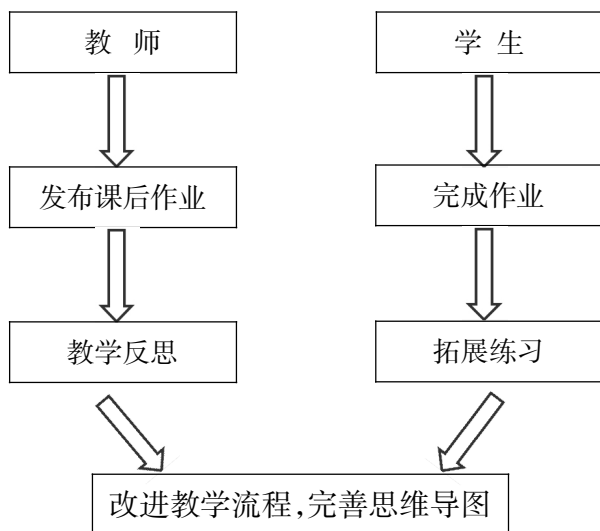 教 师
学 生
发布课后作业
完成作业
教学反思
拓展练习
改进教学流程,完善思维导图